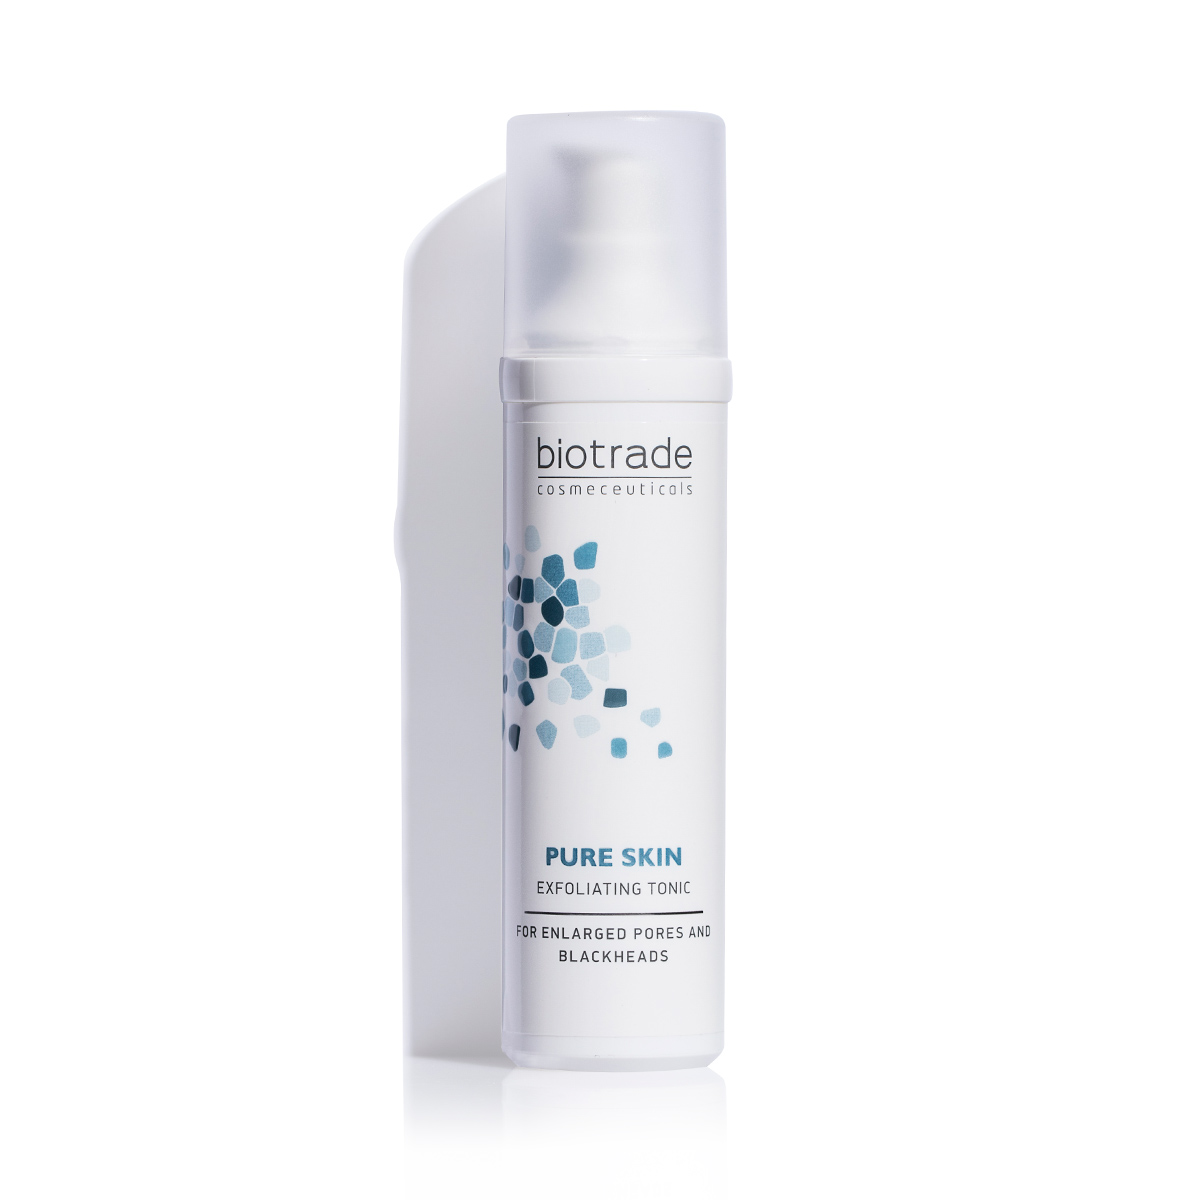 biotrade
cosmeceuticals
PURE SKIN
EXFOLIATING TONIC
FOR ENLARGED PORES AND
BLACKHEADS